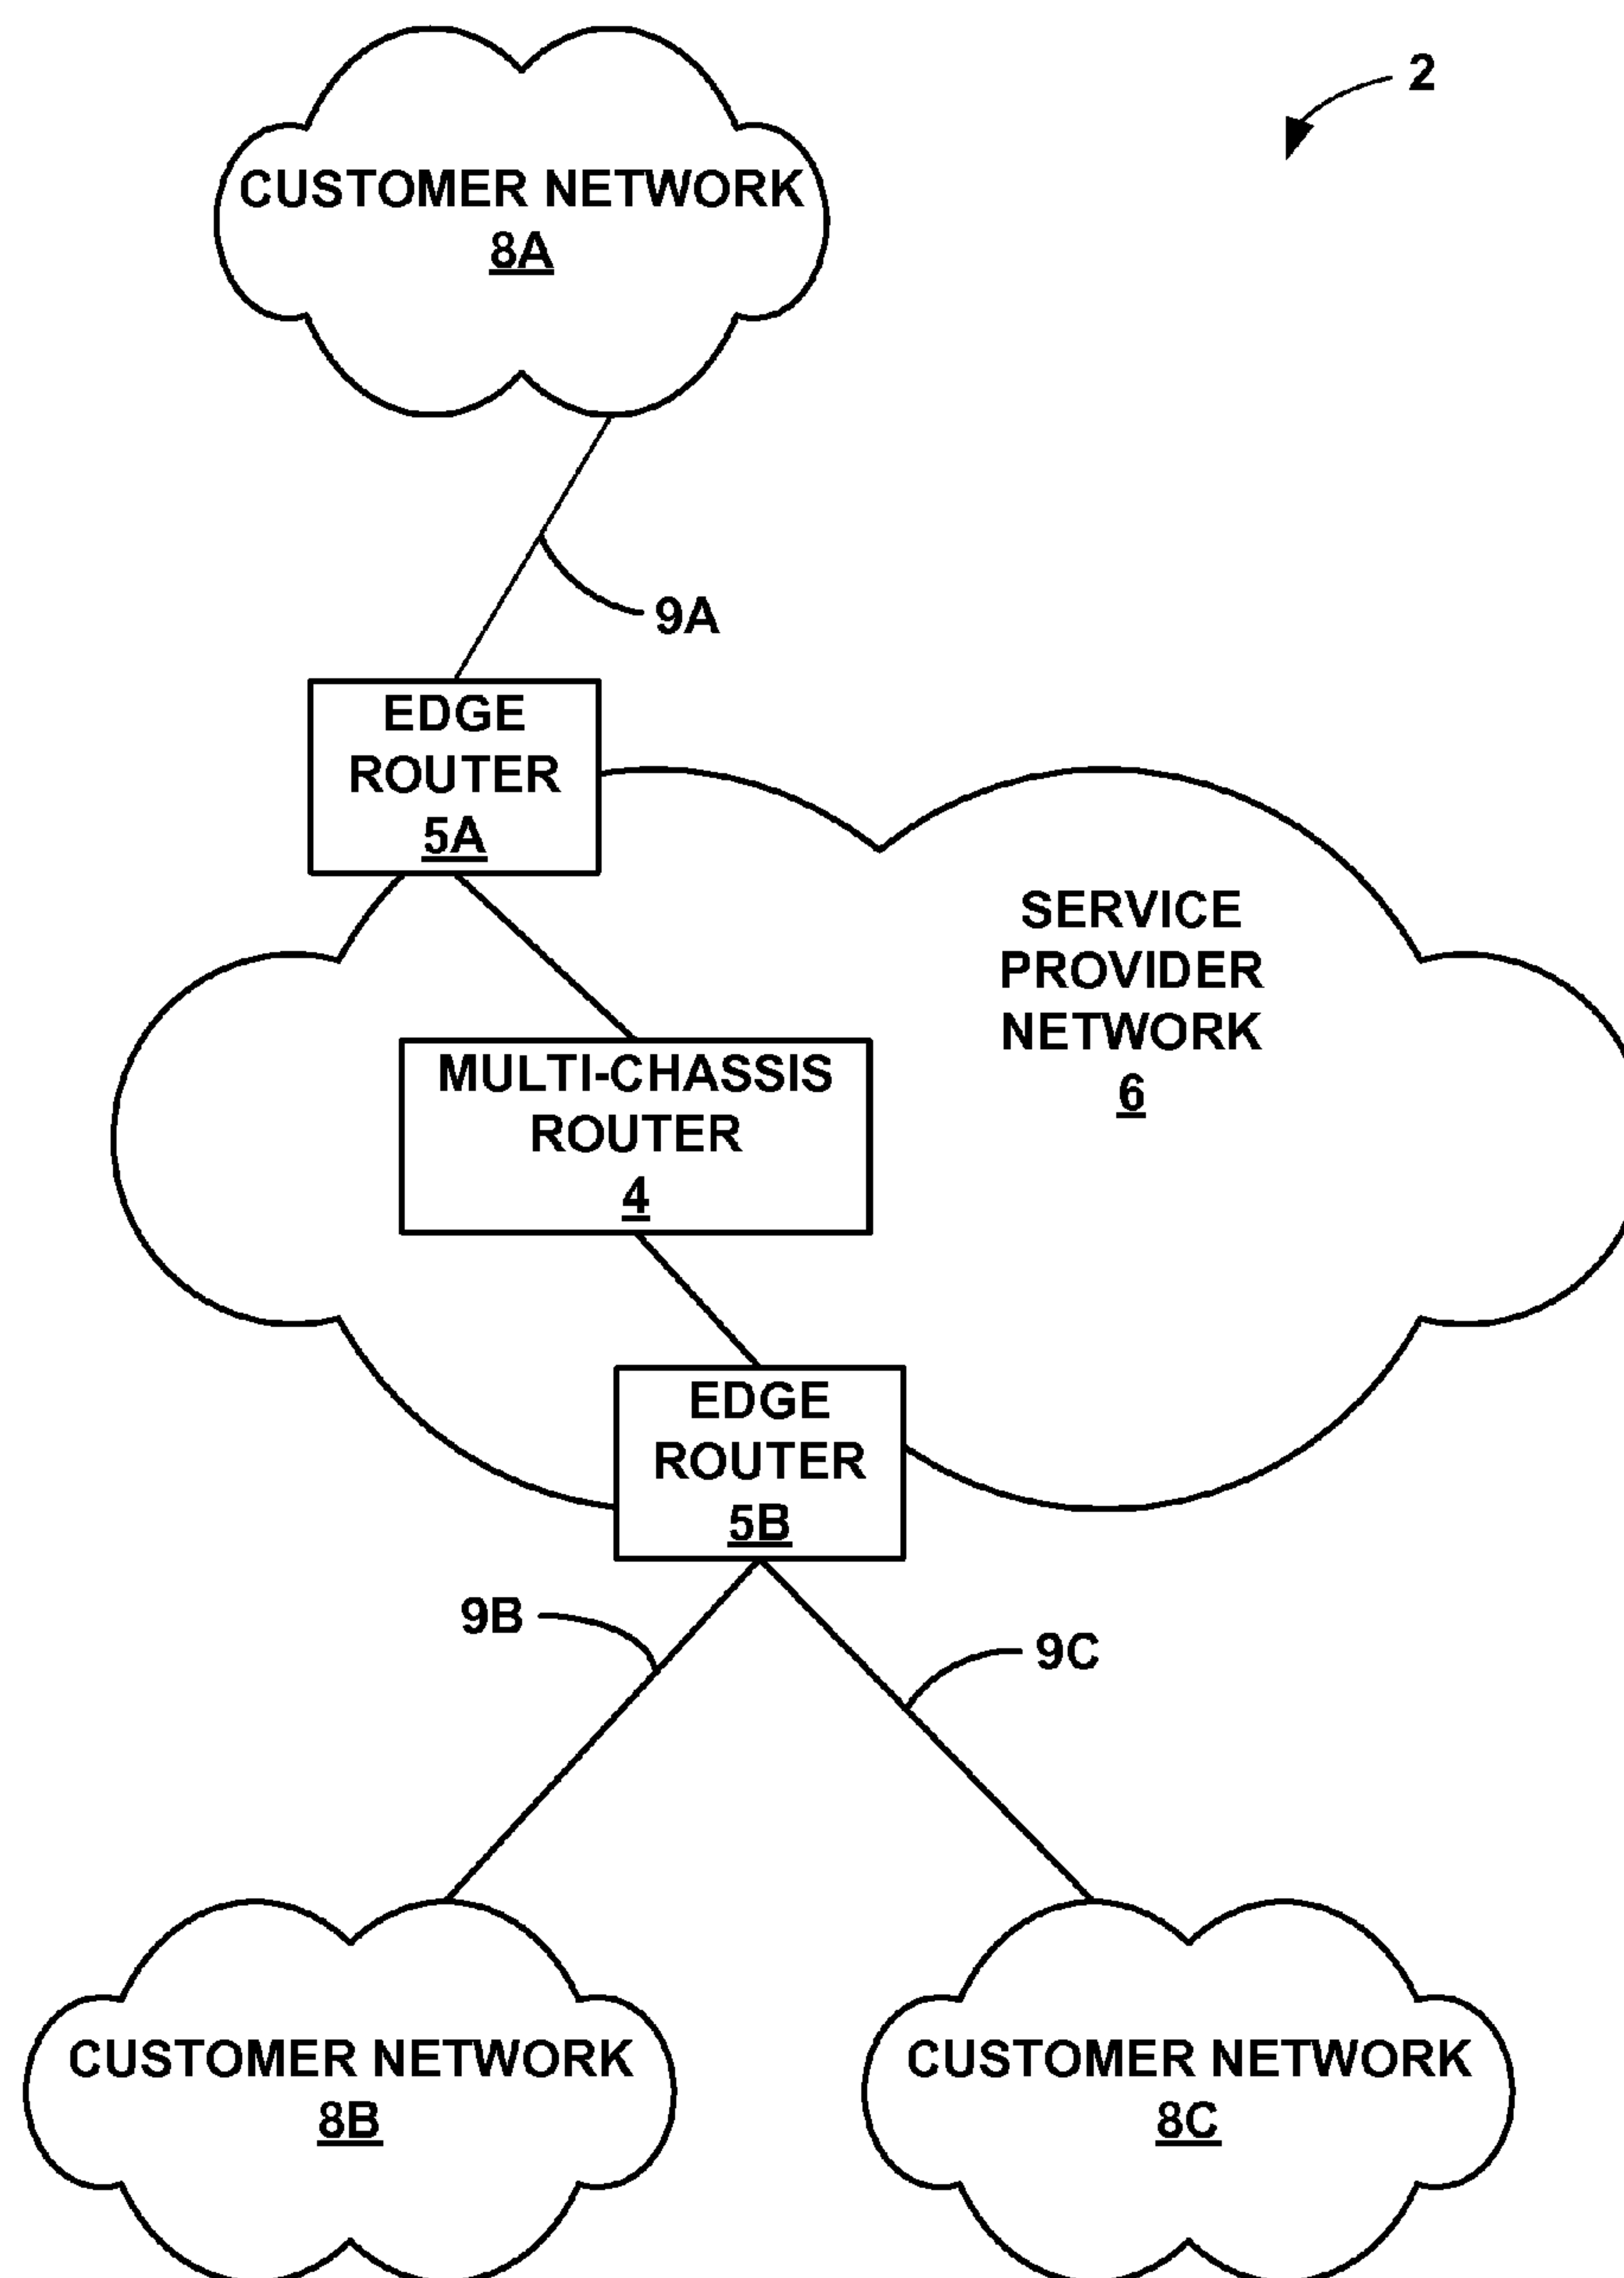 2
CUSTOMER NETWORK
8A
9A
EDGE
ROUTER
5A
SERVICE
PROVIDER
NETWORK
6
MULTI-CHASSIS
ROUTER
4
EDGE
ROUTER
5B
9B
9C
CUSTOMER NETWORK
8B
CUSTOMER NETWORK
8C